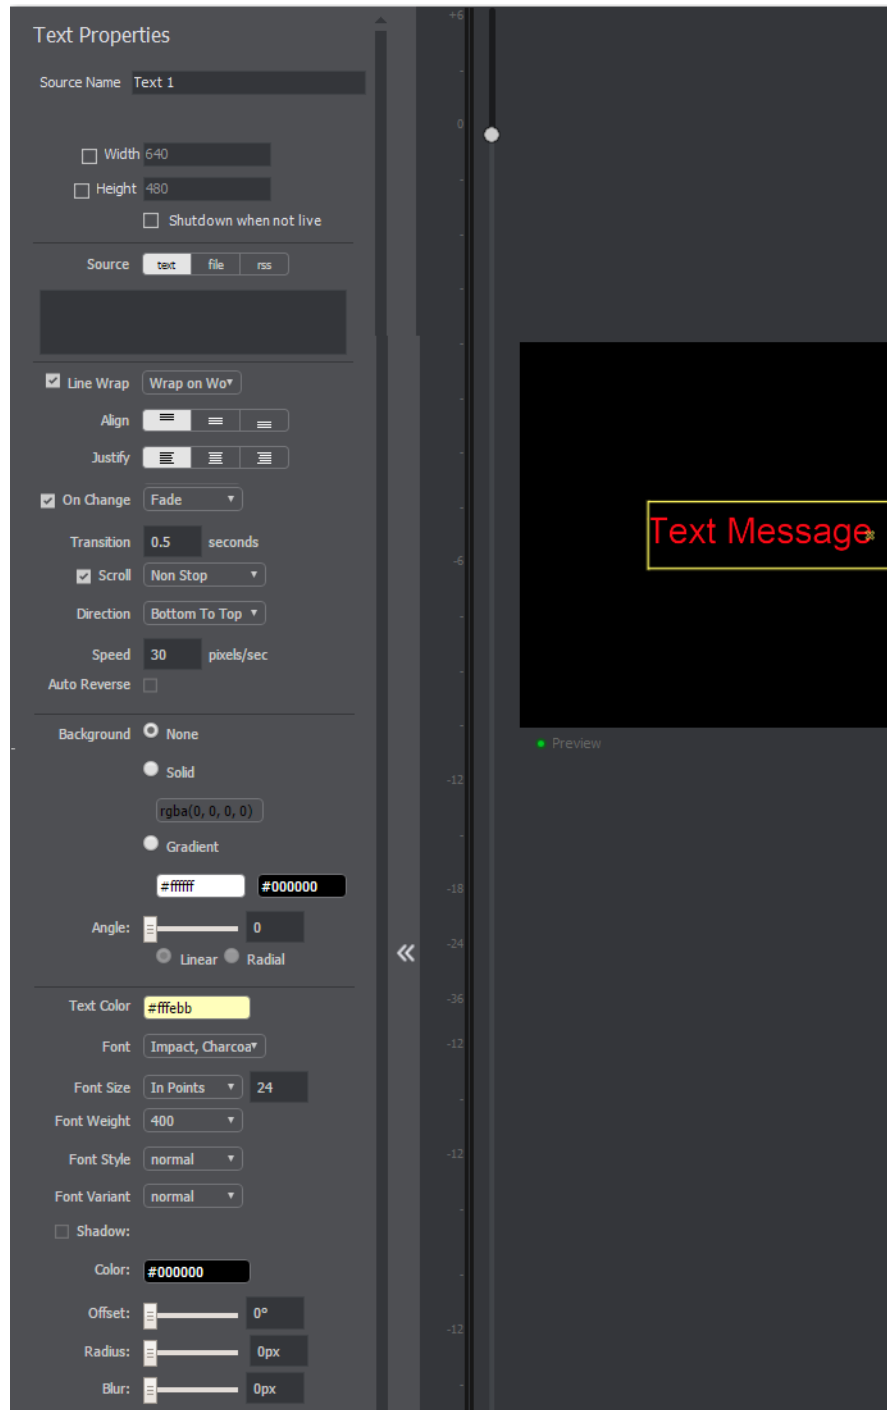 Text Properties
Source Name Text 1
Width 640
Height 480
Shutdown when not live
Source text file rss
Line Wrap Wrap on Wo
Align
Justify
On Change Fade
Transition 0.5 seconds
Scroll Non Stop
Direction Bottom To Top
Speed 30 pixels/sec
Auto Reverse
Background None
Solid
rgba(0, 0, 0, 0)
Gradient
#ffffff #000000
Angle: 0
Linear Radial
Text Color #fffebb
Font Impact, Charcoa
Font Size In Points 24
Font Weight 400
Font Style normal
Font Variant normal
Shadow:
Color: #000000
Offset: 0°
Radius: 0px
Blur: 0px
+6
0
-6
-12
-18
-24
-36
-12
-12
-12
Text Message
Preview